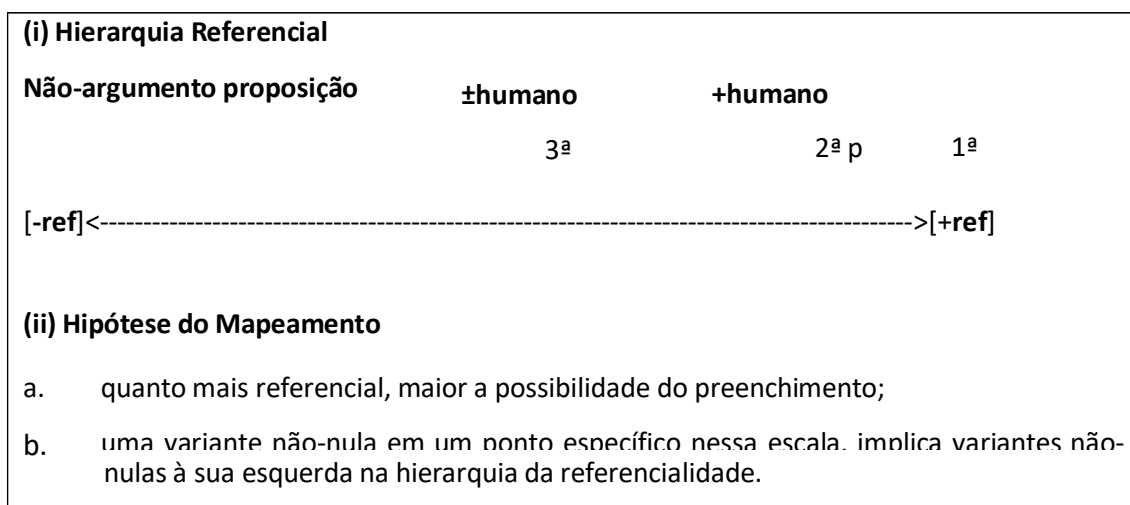 (i) Hierarquia Referencial
Não-argumento proposição ±humano +humano
3ª 2ª p 1ª
[-ref]<----------------------------------------------------------------------------------------------->[+ref]
(ii) Hipótese do Mapeamento
a. quanto mais referencial, maior a possibilidade do preenchimento;
b. uma variante não-nula em um ponto específico nessa escala, implica variantes não-
nulas à sua esquerda na hierarquia da referencialidade.